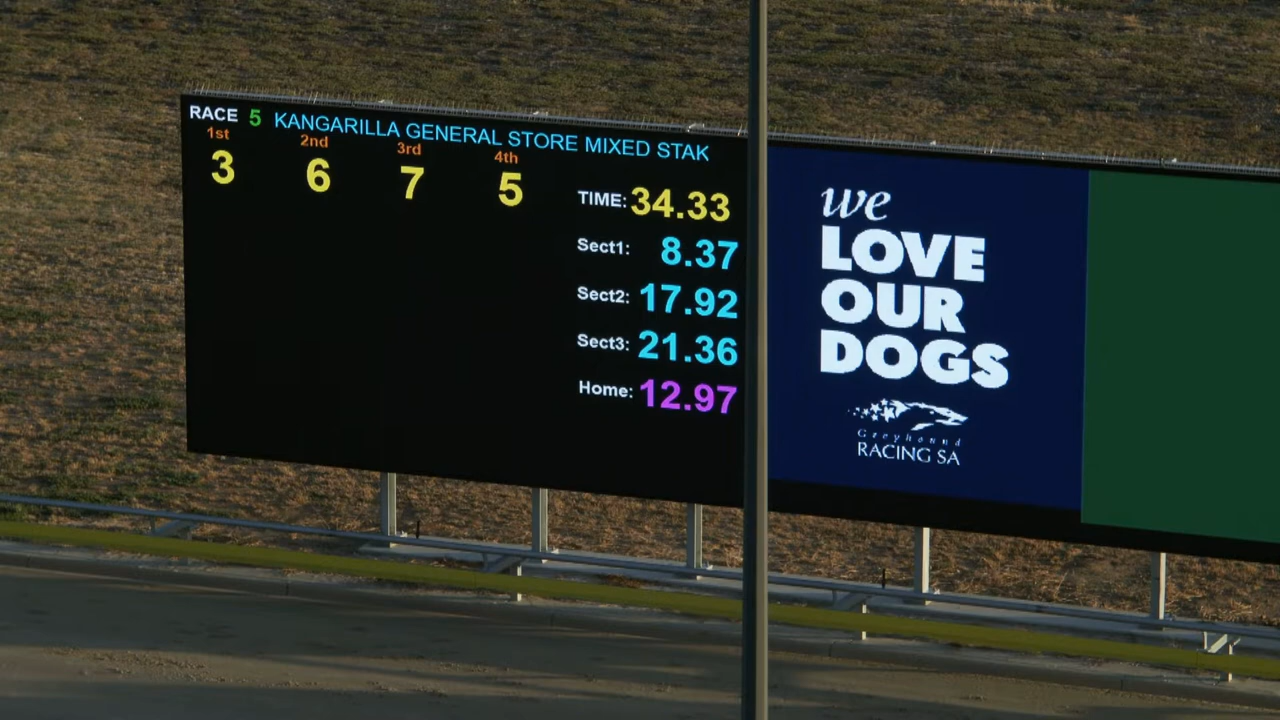 RACE 5 KANGARILLA GENERAL STORE MIXED STAK
1st 2nd 3rd 4th
3 6 7 5
TIME: 34.33
Sect1: 8.37
Sect2: 17.92
Sect3: 21.36
Home: 12.97
we
LOVE
OUR
DOGS
Greyhound
RACING SA